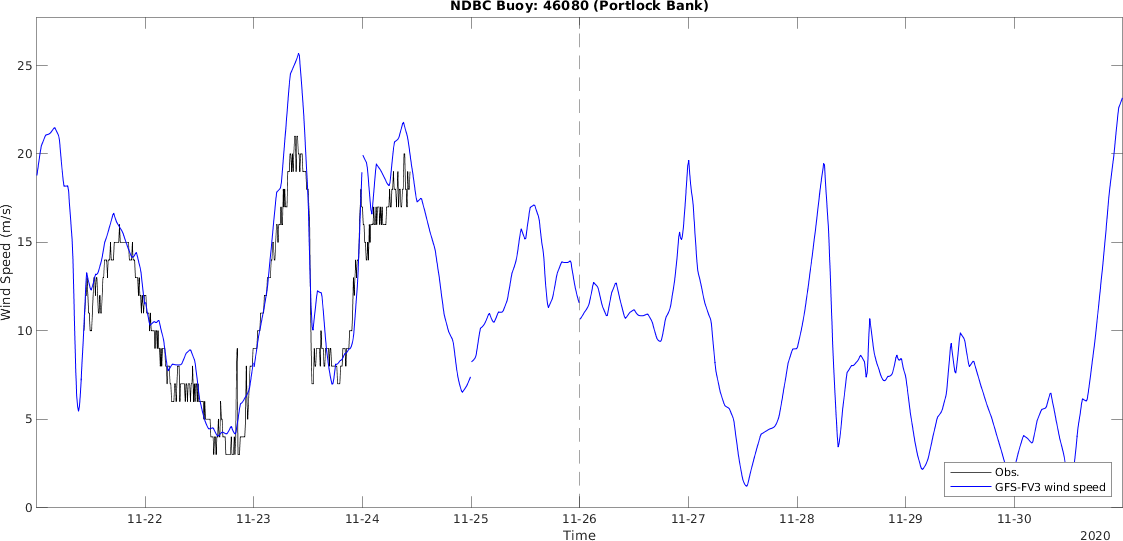 NDBC Buoy: 46080 (Portlock Bank)
Wind Speed (m/s)
25
20
15
10
5
0
11-22 11-23 11-24 11-25 11-26 11-27 11-28 11-29 11-30
Time
2020
Obs.
GFS-FV3 wind speed